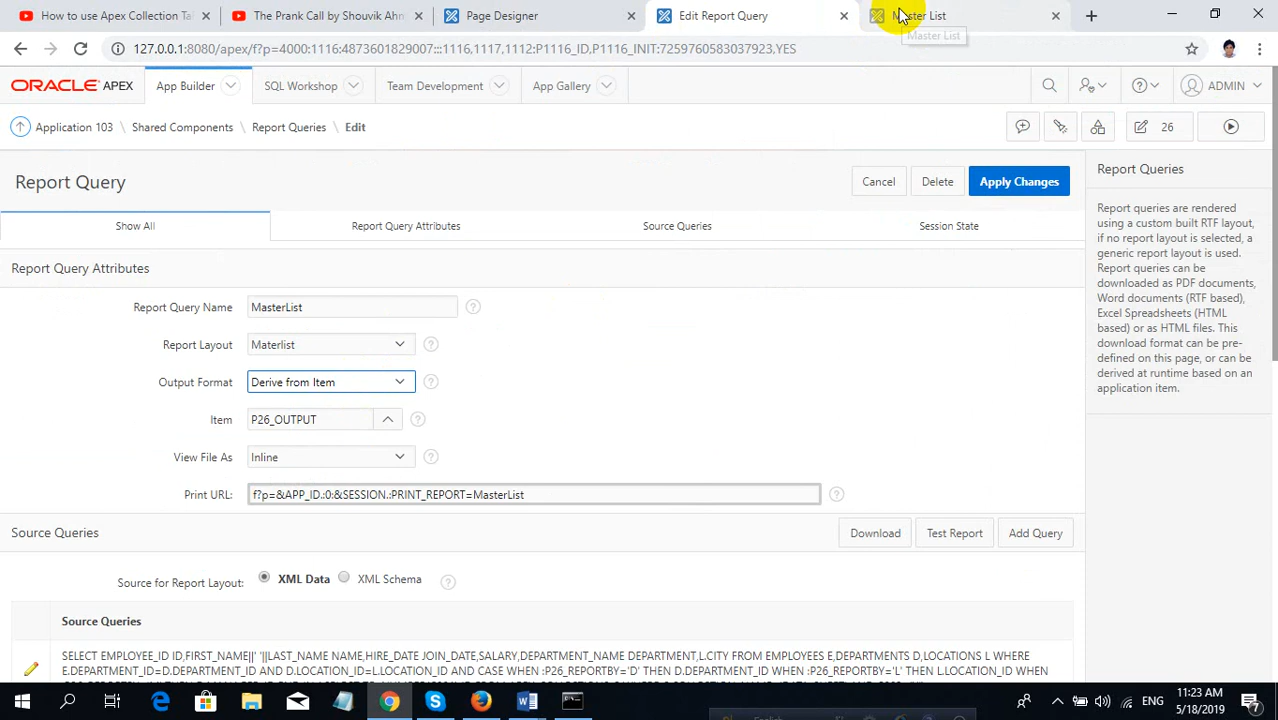 How to use Apex Collection Ta
The Prank Call by Shouvik Ahn
Page Designer
Edit Report Query
Master List
127.0.0.1:8080/apex/f?p=4000:1116:4873601829007:::1116,1117,1112:P1116_ID,P1116_INIT:7259760583037923,YES
Master List
ORACLE APEX
App Builder
SQL Workshop
Team Development
App Gallery
ADMIN
Application 103
Shared Components
Report Queries
Edit
26
Report Query
Cancel
Delete
Apply Changes
Report Queries
Show All
Report Query Attributes
Source Queries
Session State
Report queries are rendered
using a custom built RTF layout,
if no report layout is selected, a
generic report layout is used.
Report queries can be
downloaded as PDF documents,
Word documents (RTF based),
Excel Spreadsheets (HTML
based) or as HTML files. This
download format can be pre-
defined on this page, or can be
derived at runtime based on an
application item.
Report Query Attributes
Report Query Name
MasterList
Report Layout
Materlist
Output Format
Derive from Item
Item
P26_OUTPUT
View File As
Inline
Print URL:
f?p=&APP_ID.:0:&SESSION.:PRINT_REPORT=MasterList
Source Queries
Download
Test Report
Add Query
Source for Report Layout:
XML Data
XML Schema
Source Queries
SELECT EMPLOYEE_ID ID,FIRST_NAME||' '||LAST_NAME NAME,HIRE_DATE JOIN_DATE,SALARY,DEPARTMENT_NAME DEPARTMENT,L.CITY FROM EMPLOYEES E,DEPARTMENTS D,LOCATIONS L WHERE
E.DEPARTMENT_ID=D.DEPARTMENT_ID AND D.LOCATION_ID=L.LOCATION_ID AND CASE WHEN :P26_REPORTBY='D' THEN D.DEPARTMENT_ID WHEN :P26_REPORTBY='L' THEN L.LOCATION_ID WHEN
ENG
11:23 AM
5/18/2019
English